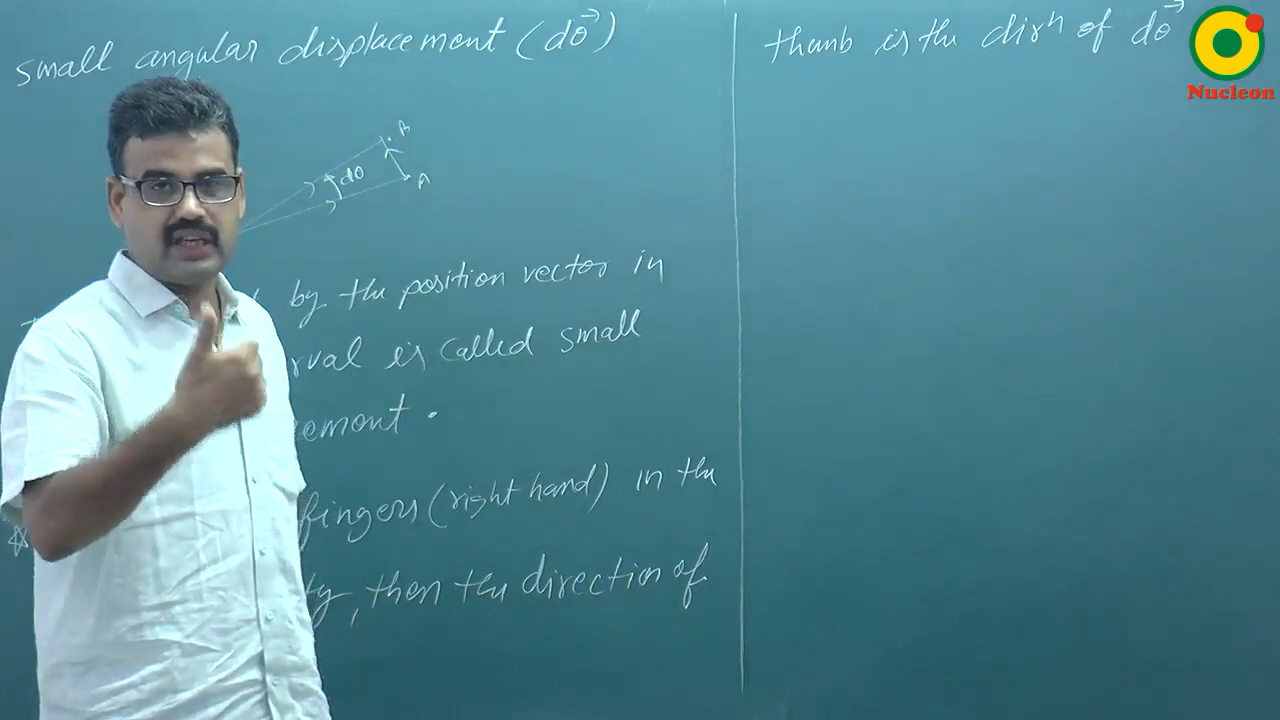 small angular displacement (dθ⃗)
B
dθ
A
by the position vector in
rval is called small
ement .
fingers (right hand) in the
ty, then the direction of
thumb is the dirⁿ of dθ⃗
Nucleon